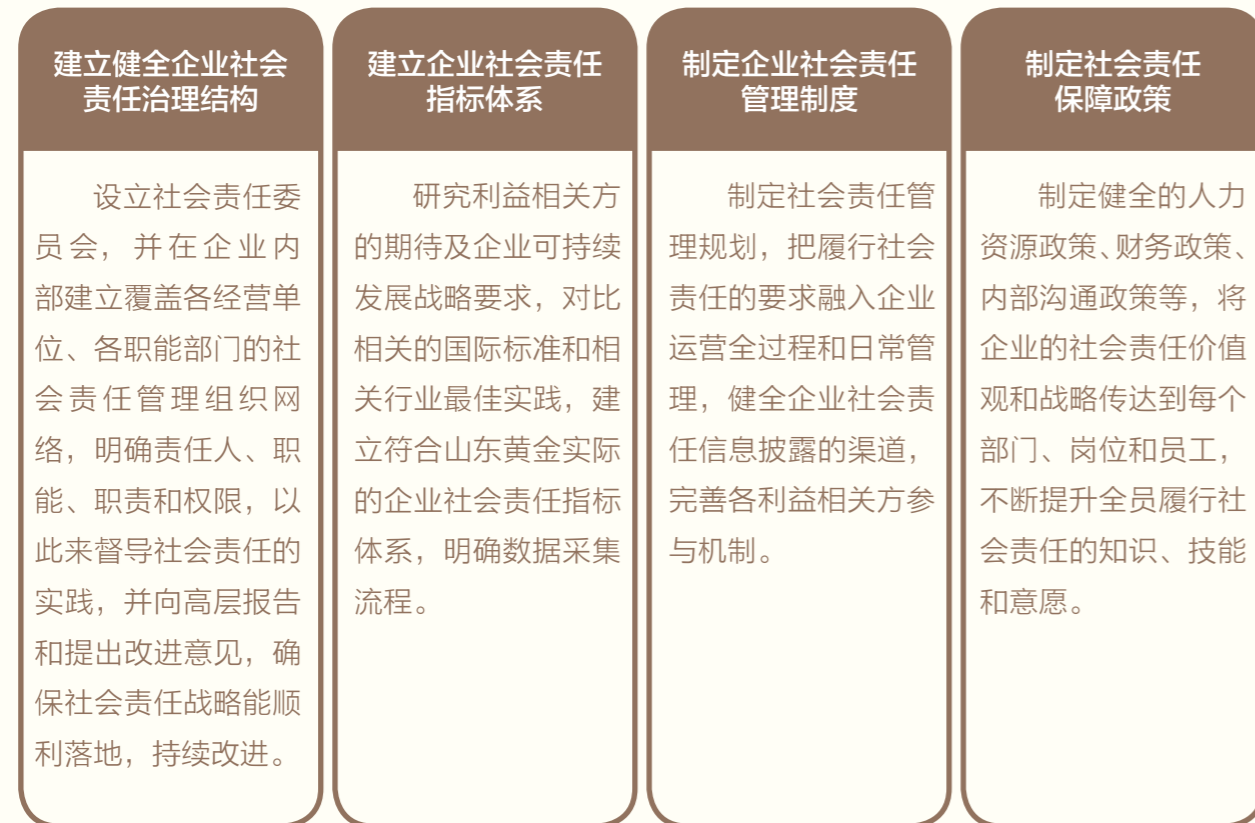 建立健全企业社会
责任治理结构
设立社会责任委
员会，并在企业内
部建立覆盖各经营单
位、各职能部门的社
会责任管理组织网
络，明确责任人、职
能、职责和权限，以
此来督导社会责任的
实践，并向高层报告
和提出改进意见，确
保社会责任战略能顺
利落地，持续改进。
建立企业社会责任
指标体系
研究利益相关方
的期待及企业可持续
发展战略要求，对比
相关的国际标准和相
关行业最佳实践，建
立符合山东黄金实际
的企业社会责任指标
体系，明确数据采集
流程。
制定企业社会责任
管理制度
制定社会责任管
理规划，把履行社会
责任的要求融入企业
运营全过程和日常管
理，健全企业社会责
任信息披露的渠道，
完善各利益相关方参
与机制。
制定社会责任
保障政策
制定健全的人力
资源政策、财务政策、
内部沟通政策等，将
企业的社会责任价值
观和战略传达到每个
部门、岗位和员工，
不断提升全员履行社
会责任的知识、技能
和意愿。